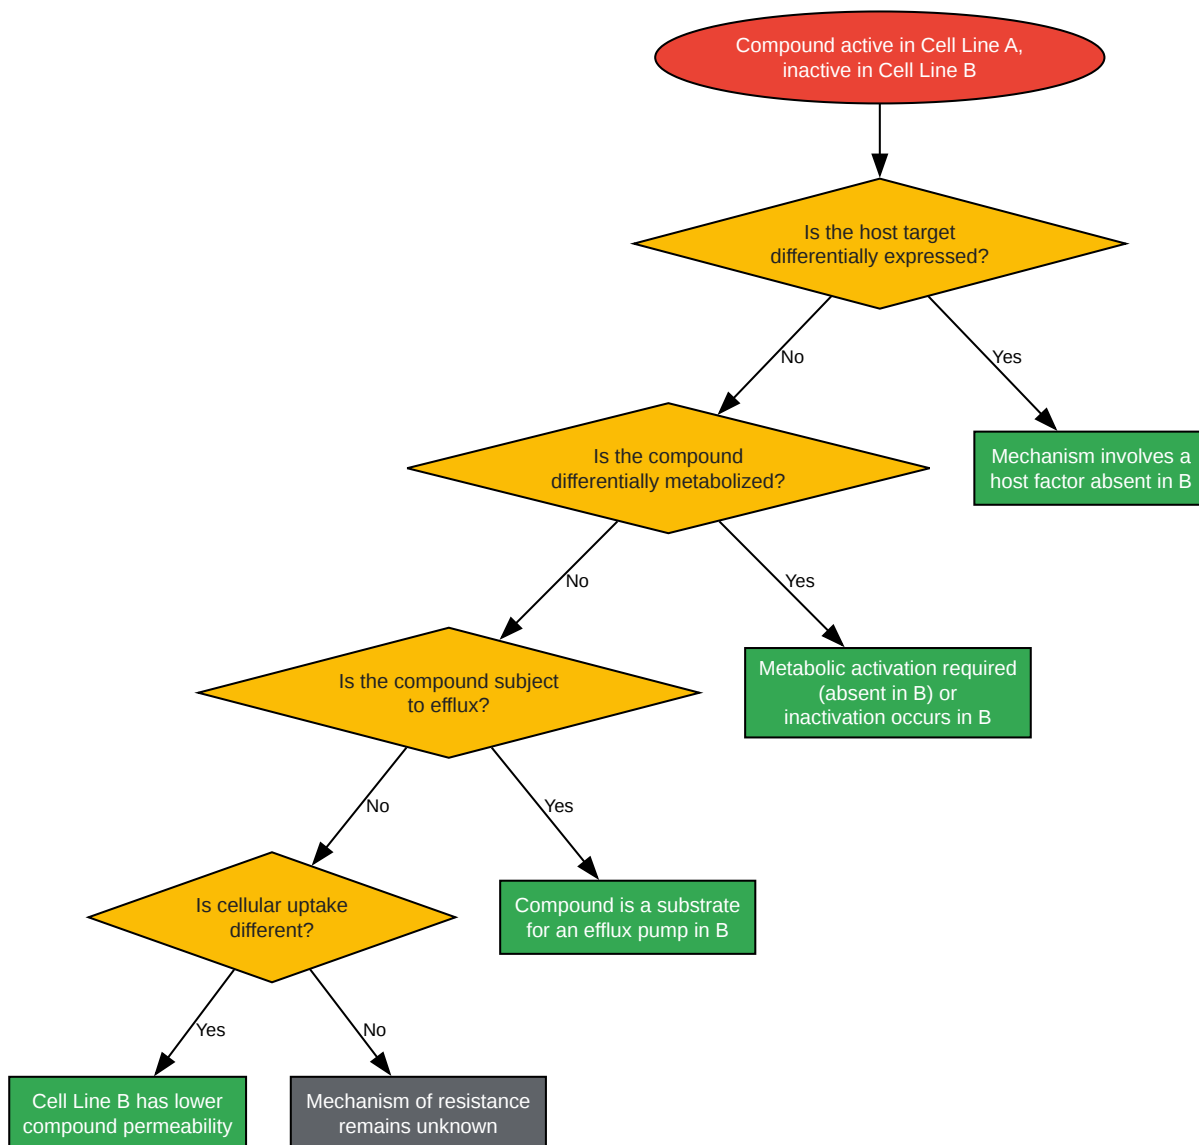 Compound active in Cell Line A,
inactive in Cell Line B
Is the host target
differentially expressed?
No
Yes
Is the compound
differentially metabolized?
Mechanism involves a
host factor absent in B
No
Yes
Is the compound subject
to efflux?
Metabolic activation required
(absent in B) or
inactivation occurs in B
No
Yes
Is cellular uptake
different?
Compound is a substrate
for an efflux pump in B
Yes
No
Cell Line B has lower
compound permeability
Mechanism of resistance
remains unknown